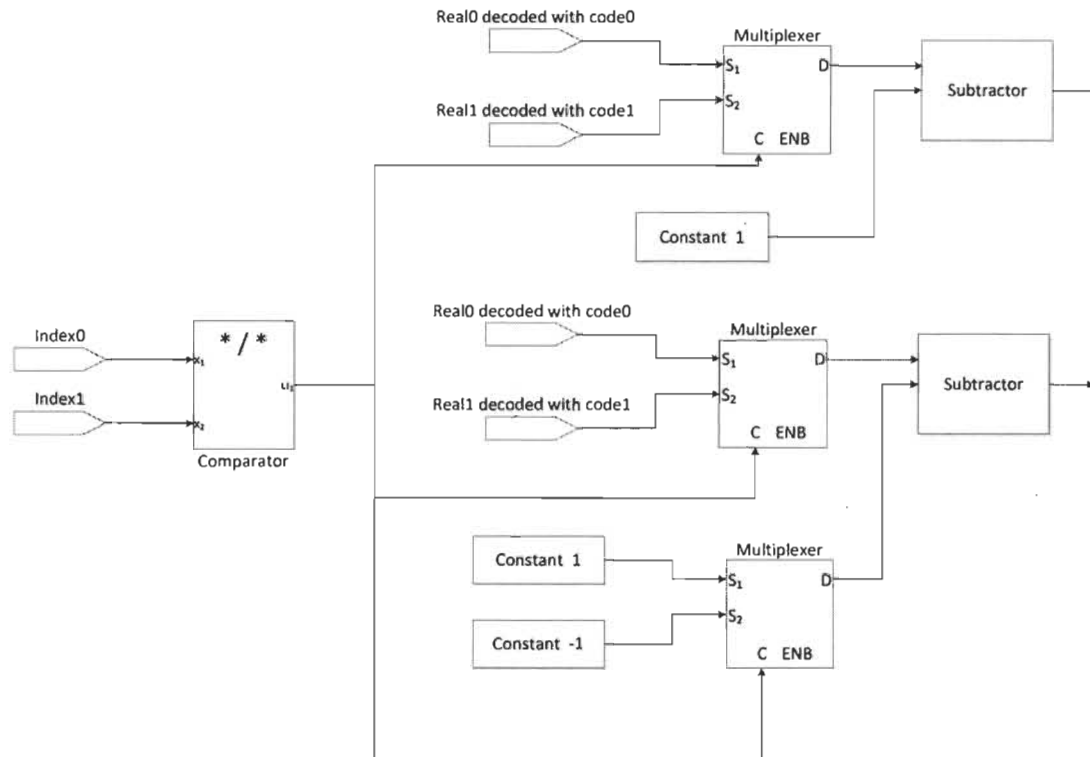 Real0 decoded with code0
Multiplexer
S1
D
S2
C ENB
Subtractor
Real1 decoded with code1
Constant 1
Real0 decoded with code0
Multiplexer
S1
D
S2
C ENB
Subtractor
Real1 decoded with code1
Index0
Index1
* / *
x1
x2
Comparator
Constant 1
Constant -1
Multiplexer
S1
D
S2
C ENB